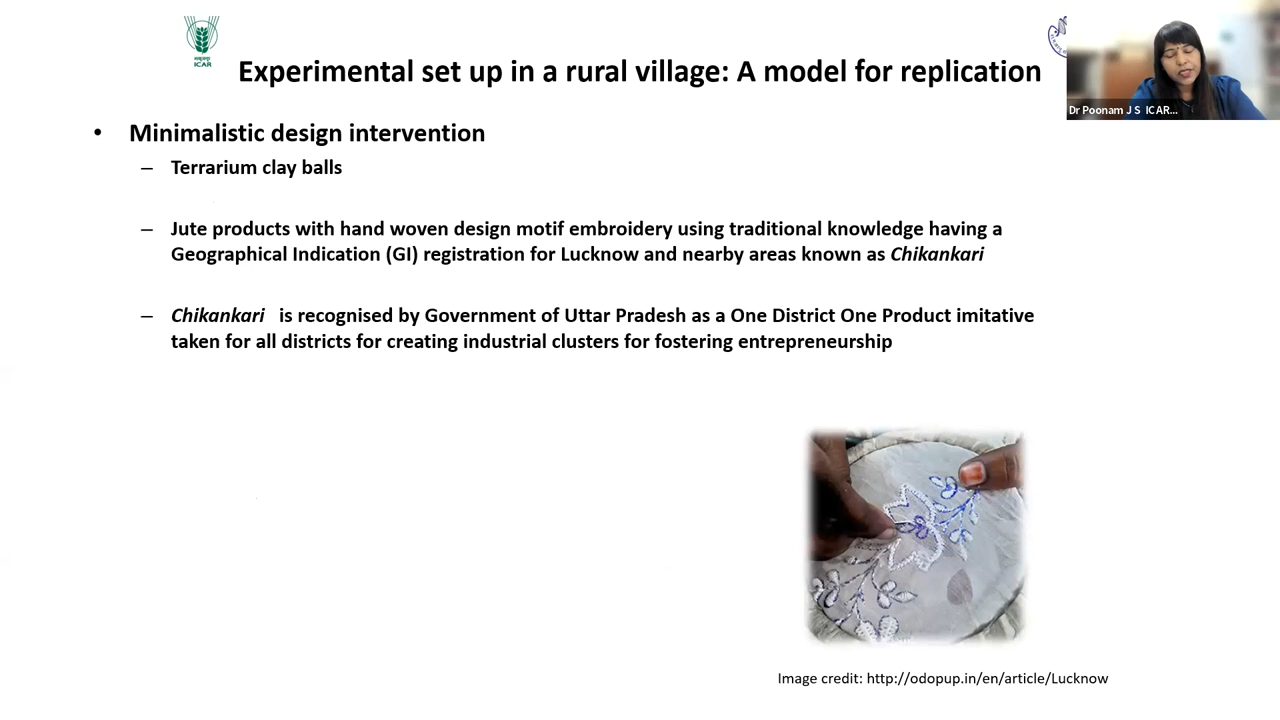 ICAR
Experimental set up in a rural village: A model for replication
Dr Poonam J S ICAR...
• Minimalistic design intervention
– Terrarium clay balls
– Jute products with hand woven design motif embroidery using traditional knowledge having a
Geographical Indication (GI) registration for Lucknow and nearby areas known as Chikankari
– Chikankari is recognised by Government of Uttar Pradesh as a One District One Product imitative
taken for all districts for creating industrial clusters for fostering entrepreneurship
Image credit: http://odopup.in/en/article/Lucknow